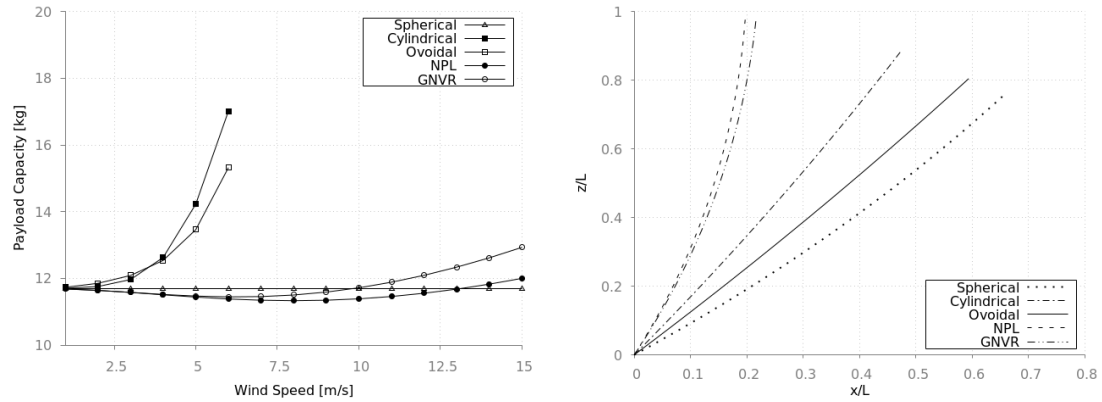 20
18
16
14
12
10
Payload Capacity [kg]
2.5
5
7.5
10
12.5
15
Wind Speed [m/s]
Spherical
Cylindrical
Ovoidal
NPL
GNVR
1
0.8
0.6
0.4
0.2
0
z/L
0
0.1
0.2
0.3
0.4
0.5
0.6
0.7
0.8
x/L
Spherical
Cylindrical
Ovoidal
NPL
GNVR